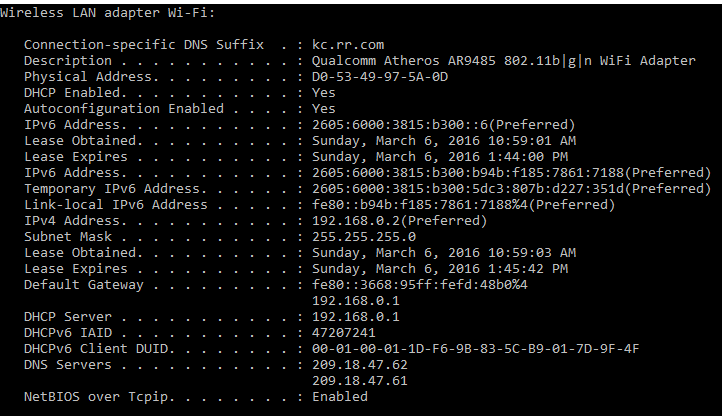 Wireless LAN adapter Wi-Fi:
Connection-specific DNS Suffix  . : kc.rr.com
Description . . . . . . . . . . . : Qualcomm Atheros AR9485 802.11b|g|n WiFi Adapter
Physical Address. . . . . . . . . : D0-53-49-97-5A-0D
DHCP Enabled. . . . . . . . . . . : Yes
Autoconfiguration Enabled . . . . : Yes
IPv6 Address. . . . . . . . . . . : 2605:6000:3815:b300::6(Preferred)
Lease Obtained. . . . . . . . . . : Sunday, March 6, 2016 10:59:01 AM
Lease Expires . . . . . . . . . . : Sunday, March 6, 2016 1:44:00 PM
IPv6 Address. . . . . . . . . . . : 2605:6000:3815:b300:b94b:f185:7861:7188(Preferred)
Temporary IPv6 Address. . . . . . : 2605:6000:3815:b300:5dc3:807b:d227:351d(Preferred)
Link-local IPv6 Address . . . . . : fe80::b94b:f185:7861:7188%4(Preferred)
IPv4 Address. . . . . . . . . . . : 192.168.0.2(Preferred)
Subnet Mask . . . . . . . . . . . : 255.255.255.0
Lease Obtained. . . . . . . . . . : Sunday, March 6, 2016 10:59:03 AM
Lease Expires . . . . . . . . . . : Sunday, March 6, 2016 1:45:42 PM
Default Gateway . . . . . . . . . : fe80::3668:95ff:fefd:48b0%4
192.168.0.1
DHCP Server . . . . . . . . . . . : 192.168.0.1
DHCPv6 IAID . . . . . . . . . . . : 47207241
DHCPv6 Client DUID. . . . . . . . : 00-01-00-01-1D-F6-9B-83-5C-B9-01-7D-9F-4F
DNS Servers . . . . . . . . . . . : 209.18.47.62
209.18.47.61
NetBIOS over Tcpip. . . . . . . . : Enabled